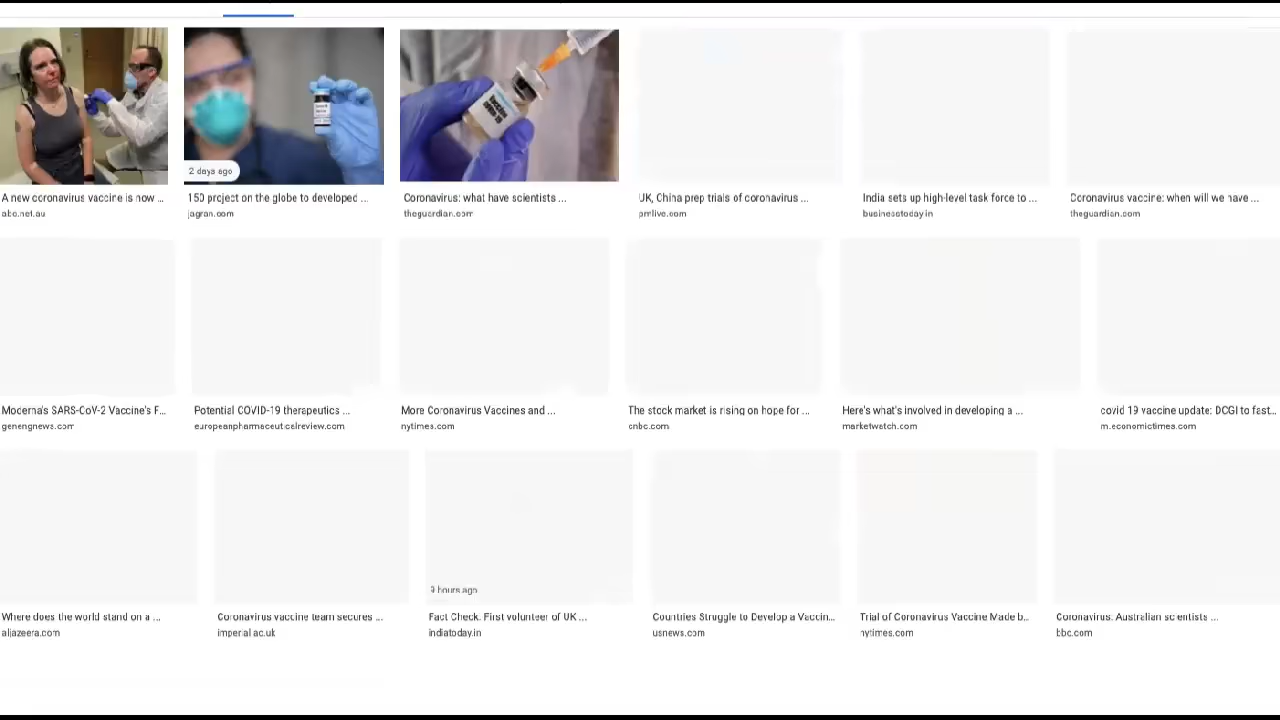 2 days ago
A new coronavirus vaccine is now ...
abc.net.au
150 project on the globe to developed ...
jagran.com
Coronavirus: what have scientists ...
theguardian.com
UK, China prep trials of coronavirus ...
pmlive.com
India sets up high-level task force to ...
businesstoday.in
Coronavirus vaccine: when will we have ...
theguardian.com
Moderna's SARS-CoV-2 Vaccine's F...
genengnews.com
Potential COVID-19 therapeutics ...
europeanpharmaceuticalreview.com
More Coronavirus Vaccines and ...
nytimes.com
The stock market is rising on hope for ...
cnbc.com
Here's what's involved in developing a ...
marketwatch.com
covid 19 vaccine update: DCGI to fast...
m.economictimes.com
hours ago
Where does the world stand on a ...
aljazeera.com
Coronavirus vaccine team secures ...
imperial.ac.uk
Fact Check: First volunteer of UK ...
indiatoday.in
Countries Struggle to Develop a Vaccin...
usnews.com
Trial of Coronavirus Vaccine Made b...
nytimes.com
Coronavirus: Australian scientists ...
bbc.com